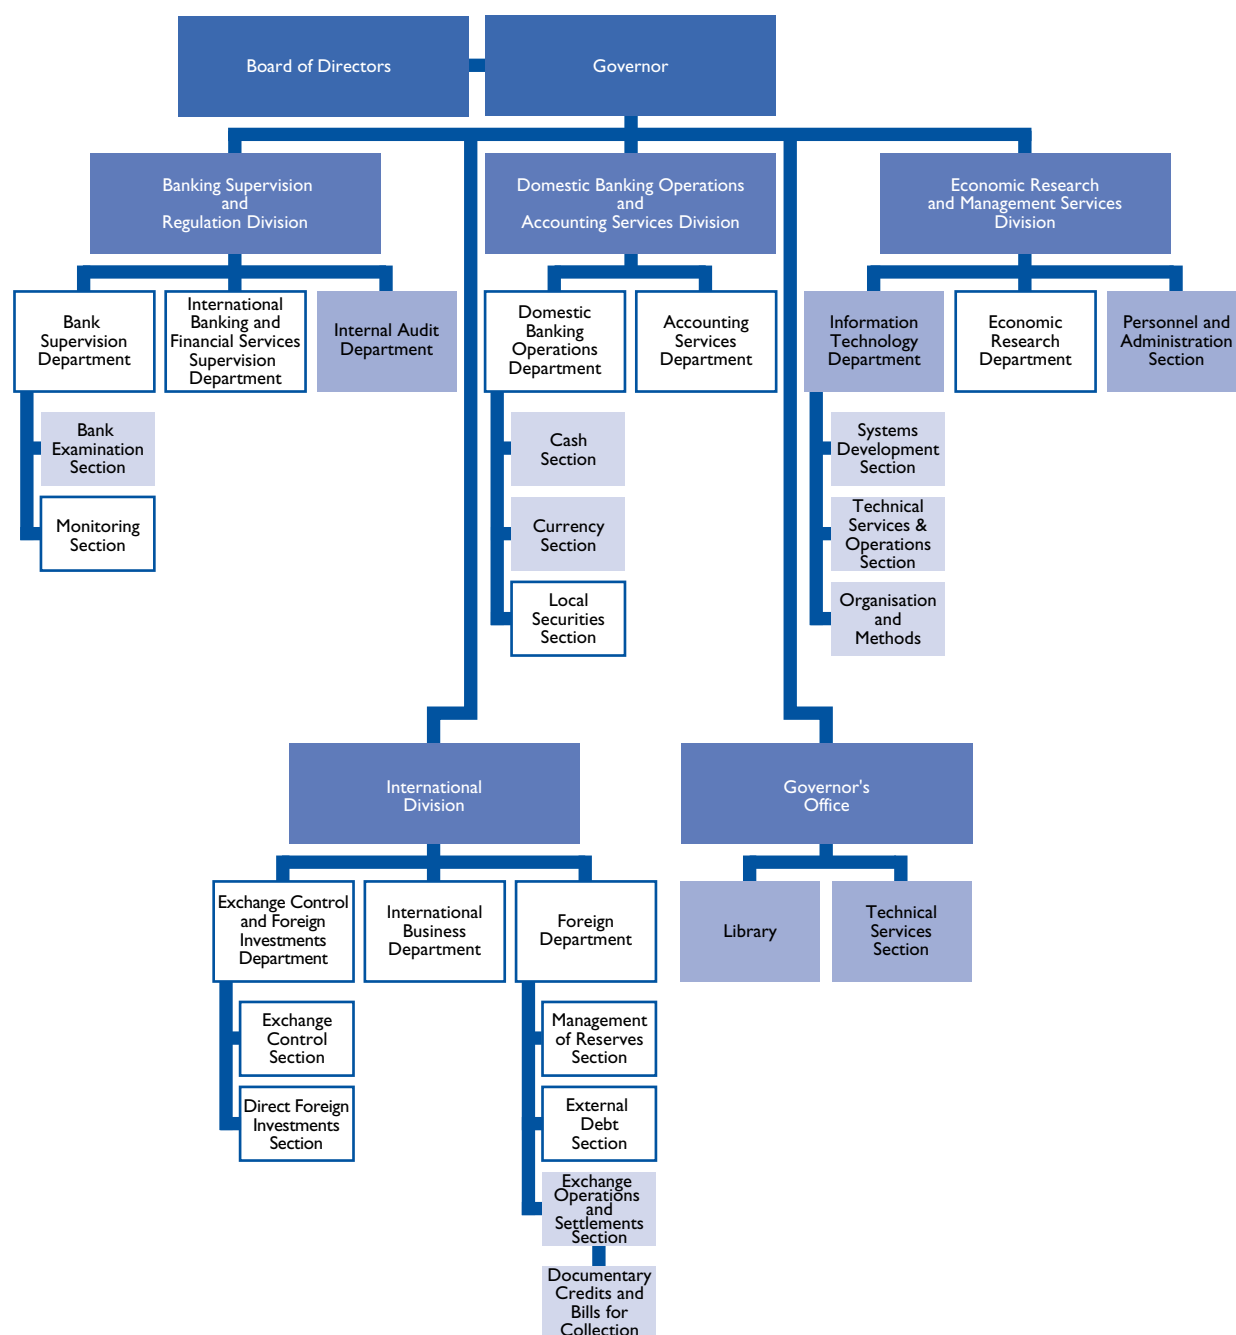 Board of Directors
Governor
Banking Supervision
and
Regulation Division
Domestic Banking Operations
and
Accounting Services Division
Economic Research
and Management Services
Division
Bank
Supervision
Department
International
Banking and
Financial Services
Supervision
Department
Internal Audit
Department
Domestic
Banking
Operations
Department
Accounting
Services
Department
Information
Technology
Department
Economic
Research
Department
Personnel and
Administration
Section
Bank
Examination
Section
Monitoring
Section
Cash
Section
Currency
Section
Local
Securities
Section
Systems
Development
Section
Technical
Services &
Operations
Section
Organisation
and
Methods
International
Division
Governor's
Office
Exchange Control
and Foreign
Investments
Department
International
Business
Department
Foreign
Department
Library
Technical
Services
Section
Exchange
Control
Section
Direct Foreign
Investments
Section
Management
of Reserves
Section
External
Debt
Section
Exchange
Operations
and
Settlements
Section
Documentary
Credits and
Bills for
Collection